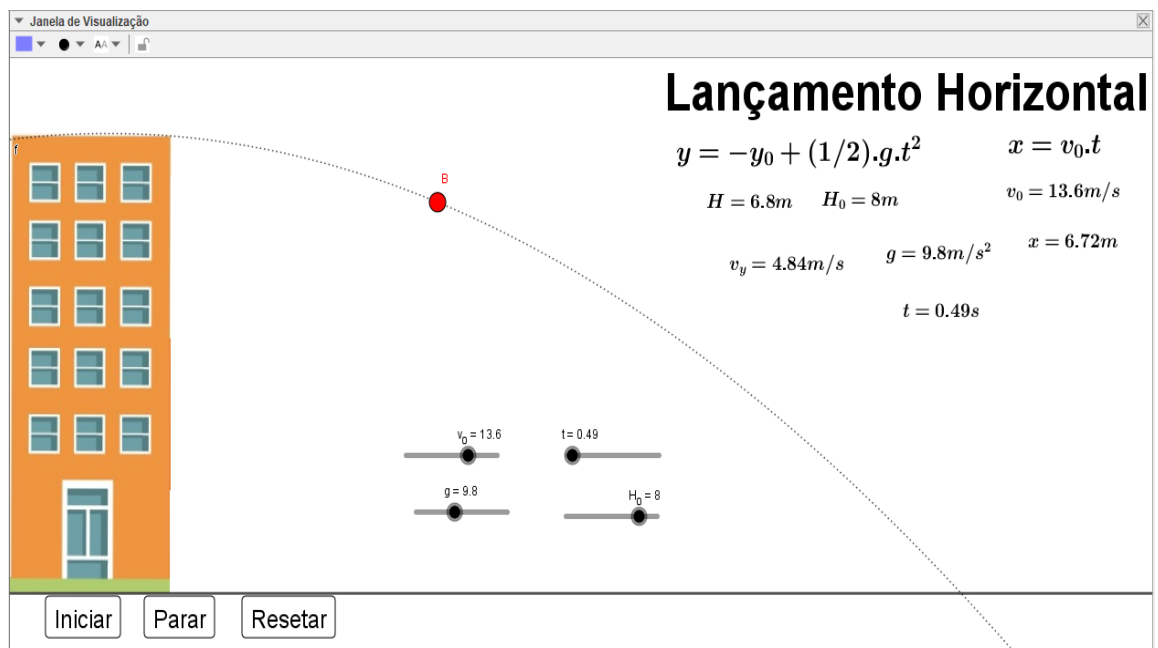 Janela de Visualização
AA
Lançamento Horizontal
y = −y₀ + (1/2).g.t²
x = v₀.t
H = 6.8m
H₀ = 8m
v₀ = 13.6m/s
v_y = 4.84m/s
g = 9.8m/s²
x = 6.72m
t = 0.49s
f
B
v₀ = 13.6
t = 0.49
g = 9.8
H₀ = 8
Iniciar
Parar
Resetar